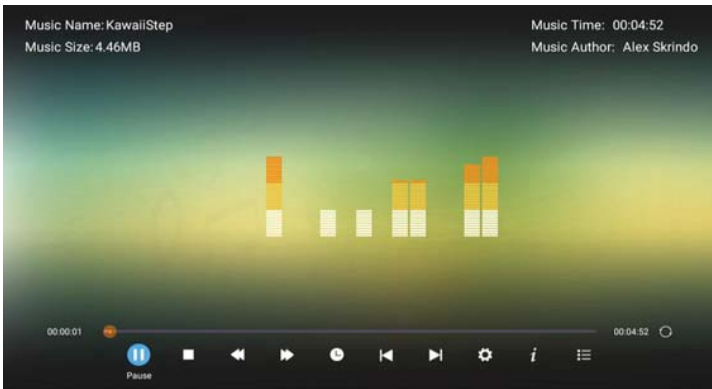 Music Name: KawaiiStep
Music Time: 00:04:52
Music Size: 4.46MB
Music Author: Alex Skrindo
00:00:01
00:04:52
Pause